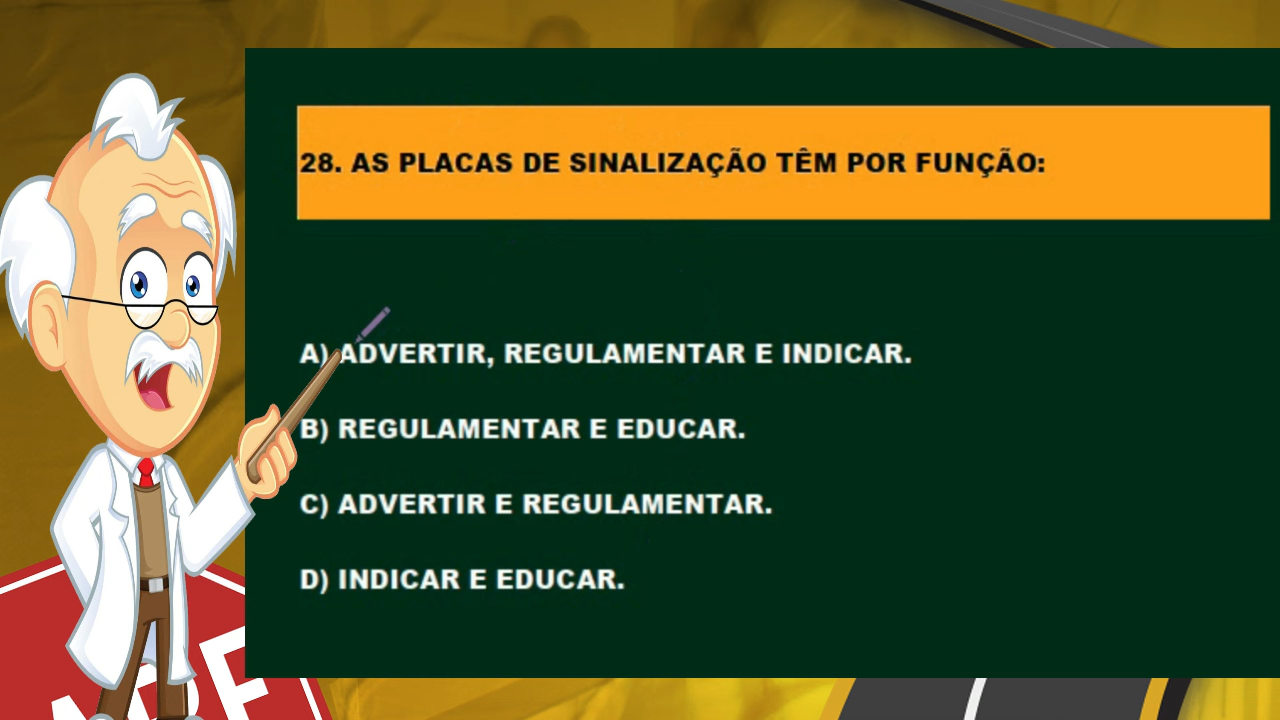 28. AS PLACAS DE SINALIZAÇÃO TÊM POR FUNÇÃO:
A) ADVERTIR, REGULAMENTAR E INDICAR.
B) REGULAMENTAR E EDUCAR.
C) ADVERTIR E REGULAMENTAR.
D) INDICAR E EDUCAR.